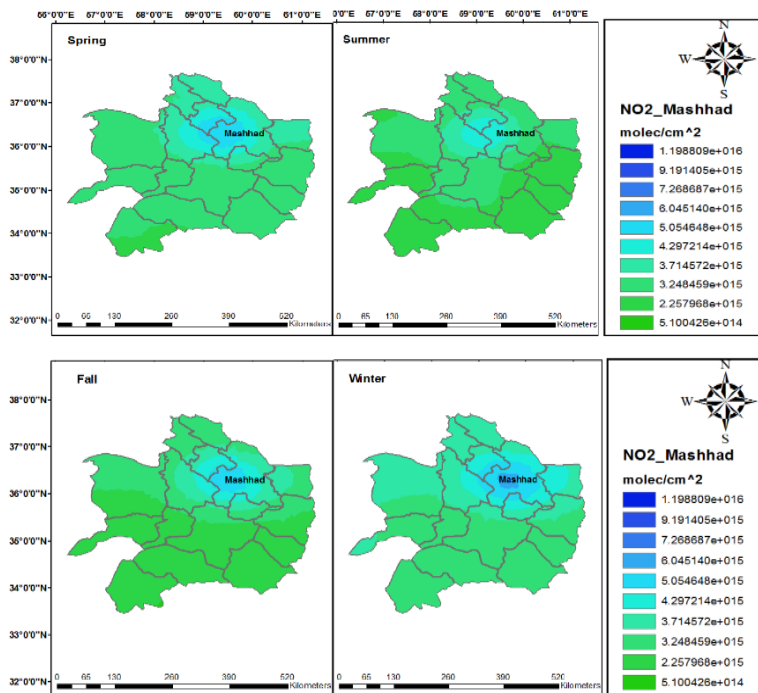 56°0'0"E 57°0'0"E 58°0'0"E 59°0'0"E 60°0'0"E 61°0'0"E
Spring
38°0'0"N
37°0'0"N
36°0'0"N
35°0'0"N
34°0'0"N
33°0'0"N
32°0'0"N
Mashhad
0 65 130 260 390 520
Kilometers
58°0'0"E 59°0'0"E 60°0'0"E 61°0'0"E
Summer
Mashhad
0 65 130 260 390 520
Kilometers
N
W
E
S
NO2_Mashhad
molec/cm^2
1.198809e+016
9.191405e+015
7.268687e+015
6.045140e+015
5.054648e+015
4.297214e+015
3.714572e+015
3.248459e+015
2.257968e+015
5.100426e+014
Fall
38°0'0"N
37°0'0"N
36°0'0"N
35°0'0"N
34°0'0"N
33°0'0"N
32°0'0"N
Mashhad
0 65 130 260 390 520
Kilometers
Winter
Mashhad
0 65 130 260 390 520
Kilometers
N
W
E
S
NO2_Mashhad
molec/cm^2
1.198809e+016
9.191405e+015
7.268687e+015
6.045140e+015
5.054648e+015
4.297214e+015
3.714572e+015
3.248459e+015
2.257968e+015
5.100426e+014